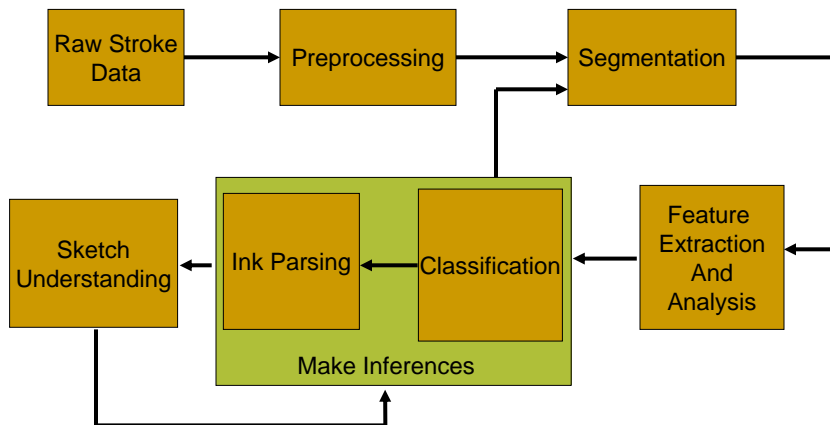 Raw Stroke
Data
Preprocessing
Segmentation
Sketch
Understanding
Ink Parsing
Classification
Feature
Extraction
And
Analysis
Make Inferences